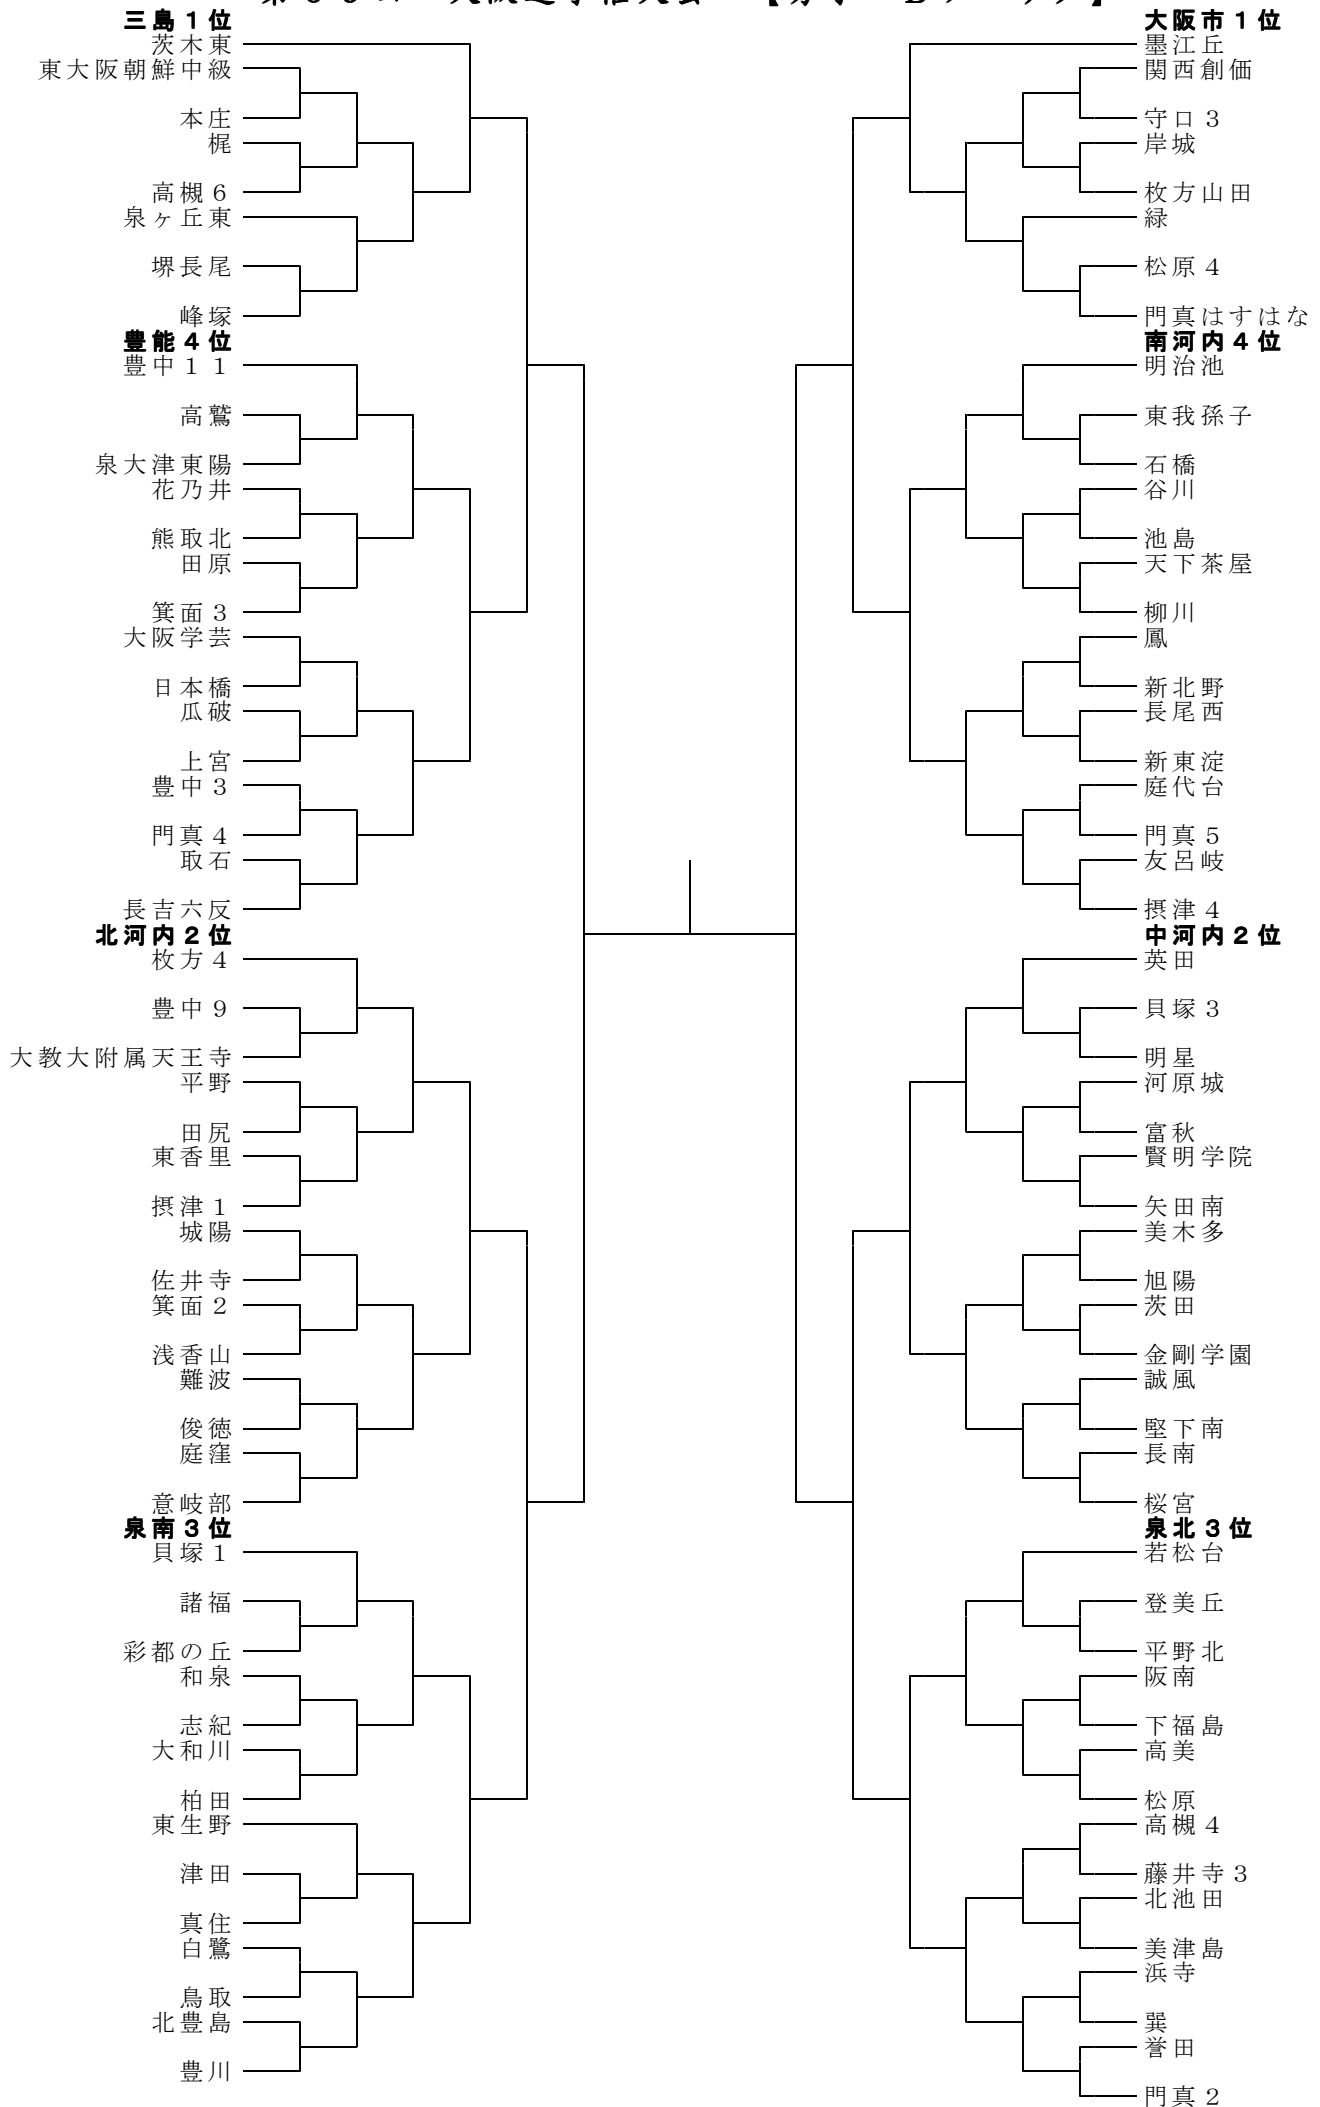 三島１位
茨木東
東大阪朝鮮中級
本庄
梶
高槻６
泉ヶ丘東
堺長尾
峰塚
豊能４位
豊中１１
高鷲
泉大津東陽
花乃井
熊取北
田原
箕面３
大阪学芸
日本橋
瓜破
上宮
豊中３
門真４
取石
長吉六反
北河内２位
枚方４
豊中９
大教大附属天王寺
平野
田尻
東香里
摂津１
城陽
佐井寺
箕面２
浅香山
難波
俊徳
庭窪
意岐部
泉南３位
貝塚１
諸福
彩都の丘
和泉
志紀
大和川
柏田
東生野
津田
真住
白鷺
鳥取
北豊島
豊川
大阪市１位
墨江丘
関西創価
守口３
岸城
枚方山田
緑
松原４
門真はすはな
南河内４位
明治池
東我孫子
石橋
谷川
池島
天下茶屋
柳川
鳳
新北野
長尾西
新東淀
庭代台
門真５
友呂岐
摂津４
中河内２位
英田
貝塚３
明星
河原城
富秋
賢明学院
矢田南
美木多
旭陽
茨田
金剛学園
誠風
堅下南
長南
桜宮
泉北３位
若松台
登美丘
平野北
阪南
下福島
高美
松原
高槻４
藤井寺３
北池田
美津島
浜寺
巽
誉田
門真２